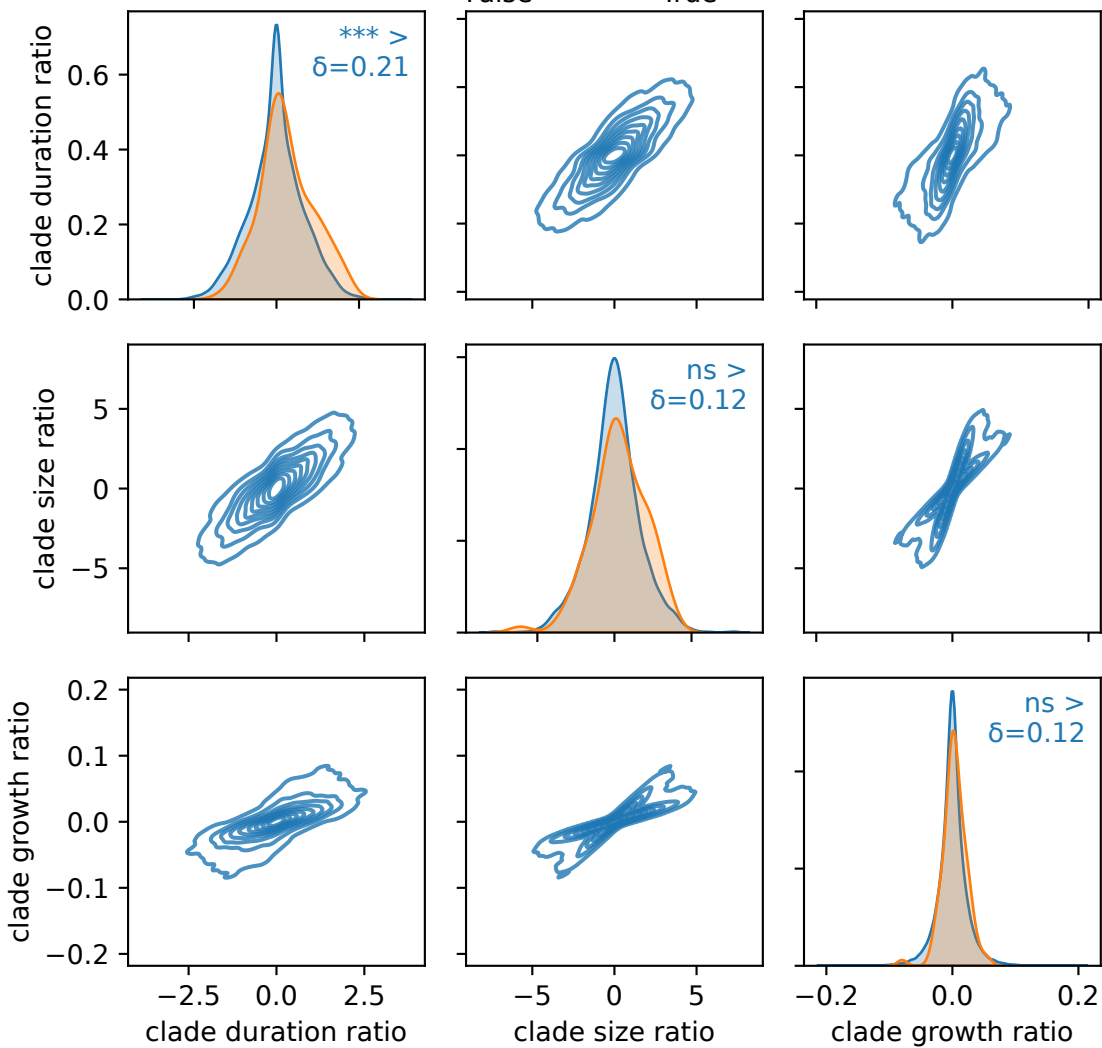 clade duration ratio
0.6
0.4
0.2
0.0
*** >
δ=0.21
clade size ratio
5
0
−5
ns >
δ=0.12
clade growth ratio
0.2
0.1
0.0
−0.1
−0.2
ns >
δ=0.12
−2.5 0.0 2.5
−5 0 5
−0.2 0.0 0.2
clade duration ratio
clade size ratio
clade growth ratio